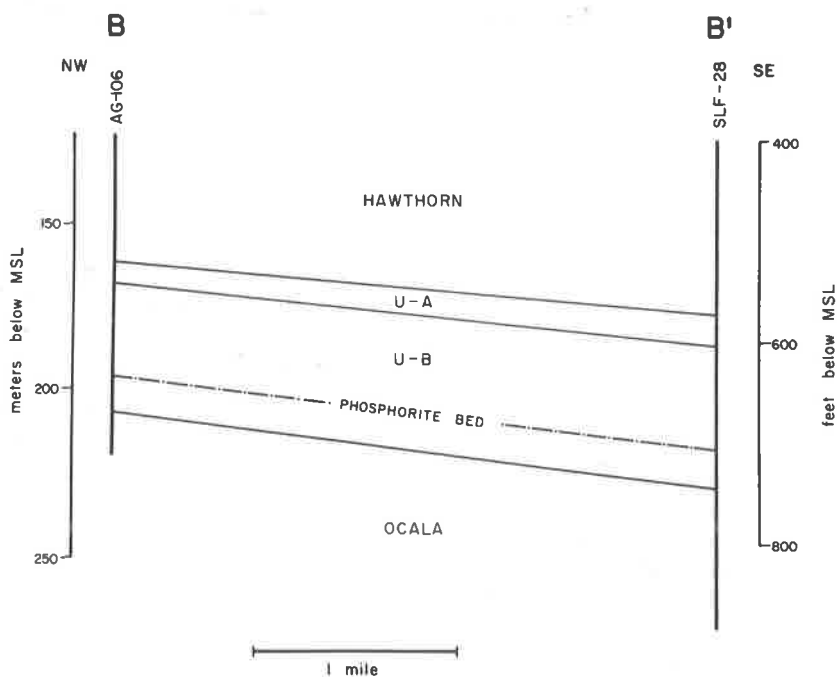 B
B'
NW
AG-106
SLF-28
SE
400
HAWTHORN
150
meters below MSL
U-A
600
feet below MSL
U-B
200
PHOSPHORITE BED
OCALA
250
800
1 mile